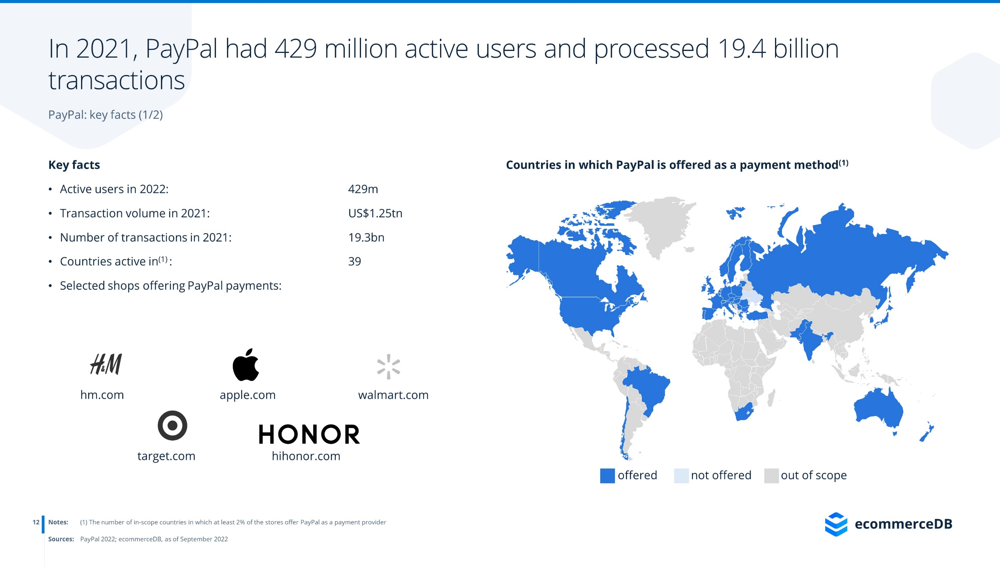 In 2021, PayPal had 429 million active users and processed 19.4 billion
transactions
PayPal: key facts (1/2)
Key facts
• Active users in 2022: 429m
• Transaction volume in 2021: US$1.25tn
• Number of transactions in 2021: 19.3bn
• Countries active in(1) : 39
• Selected shops offering PayPal payments:
H&M
hm.com
apple.com
walmart.com
target.com
HONOR
hihonor.com
Countries in which PayPal is offered as a payment method(1)
offered
not offered
out of scope
12
Notes: (1) The number of in-scope countries in which at least 2% of the stores offer PayPal as a payment provider
Sources: PayPal 2022; ecommerceDB, as of September 2022
ecommerceDB